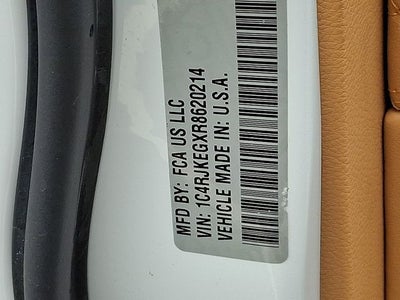 MFD BY: FCA US LLC
VIN: 1C4RJKEGXR8620214
VEHICLE MADE IN: U.S.A.